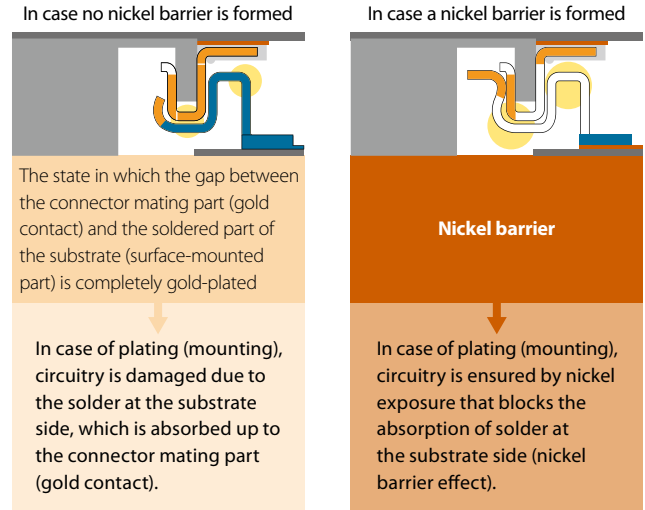 In case no nickel barrier is formed
The state in which the gap between
the connector mating part (gold
contact) and the soldered part of
the substrate (surface-mounted
part) is completely gold-plated
In case of plating (mounting),
circuitry is damaged due to
the solder at the substrate
side, which is absorbed up to
the connector mating part
(gold contact).
In case a nickel barrier is formed
Nickel barrier
In case of plating (mounting),
circuitry is ensured by nickel
exposure that blocks the
absorption of solder at
the substrate side (nickel
barrier effect).